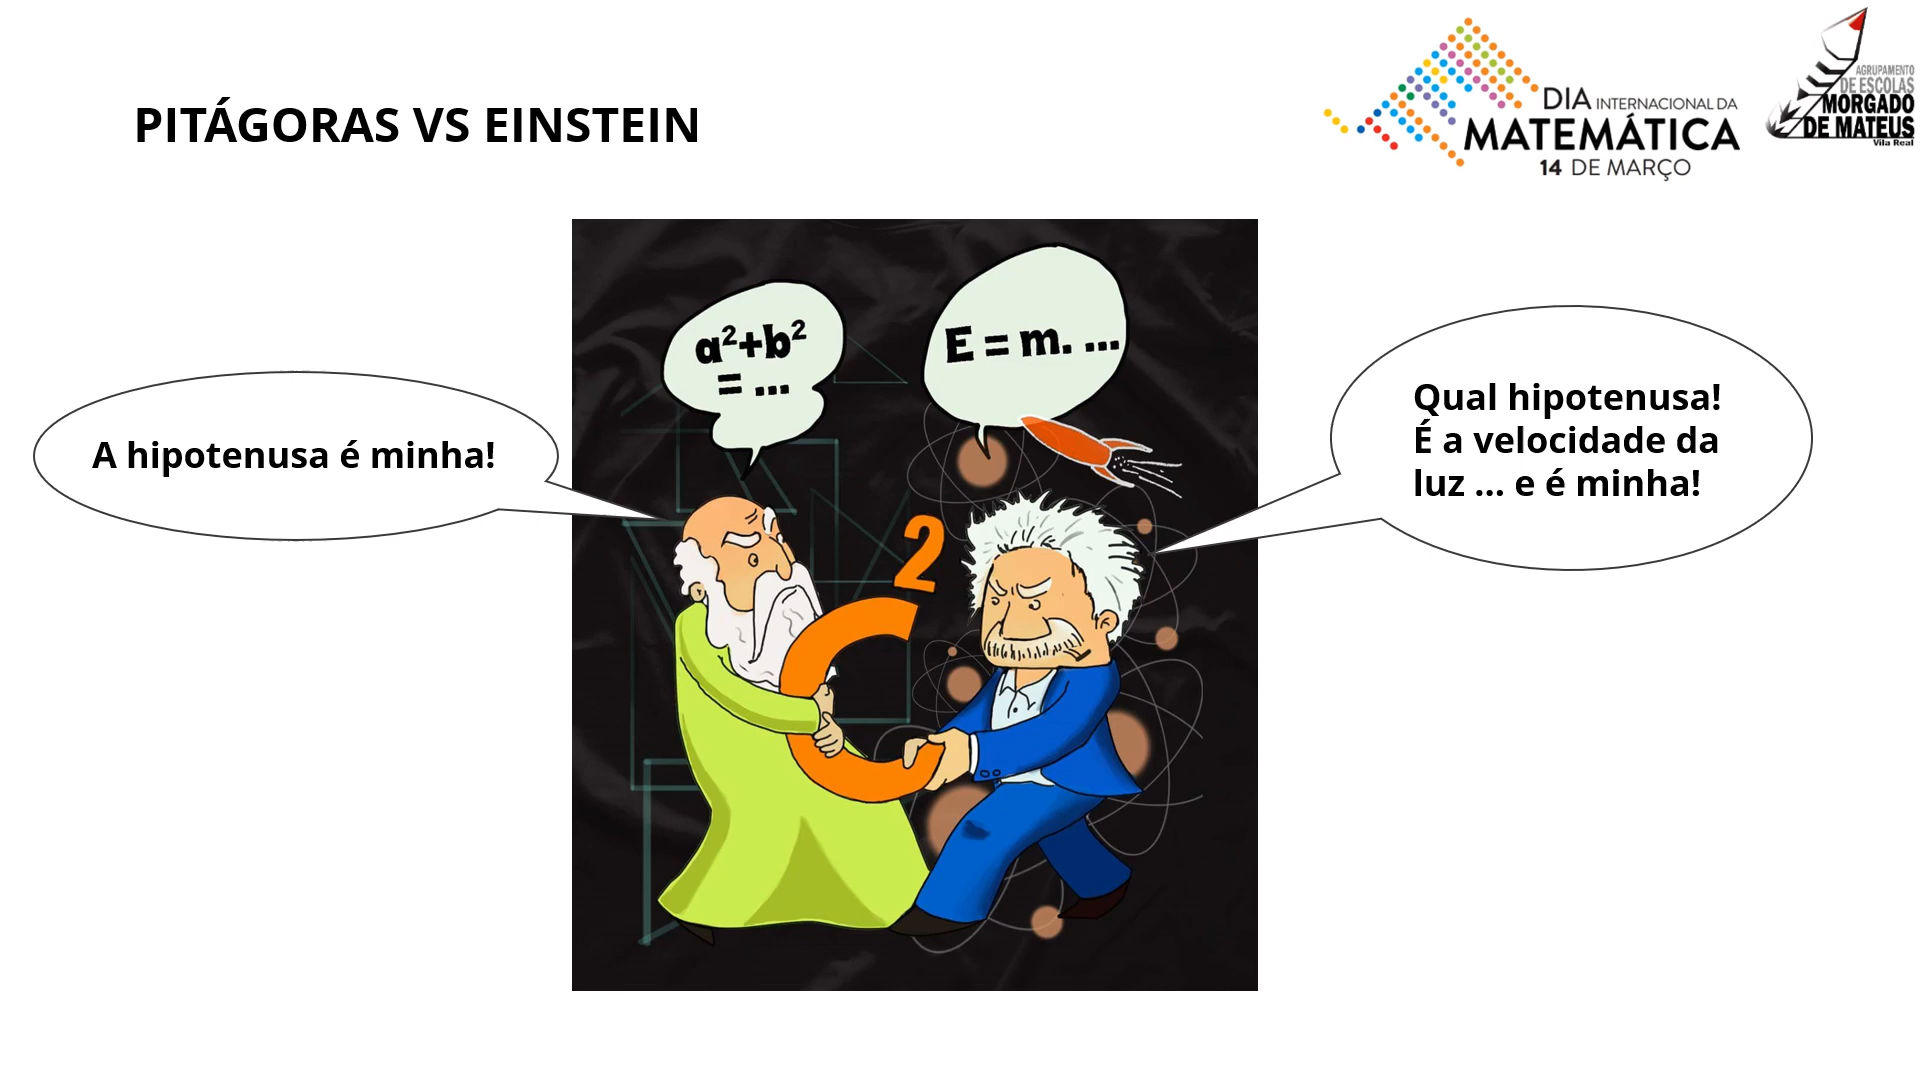 PITÁGORAS VS EINSTEIN
DIA INTERNACIONAL DA
MATEMÁTICA
14 DE MARÇO
AGRUPAMENTO
DE ESCOLAS
MORGADO
DE MATEUS
Vila Real
a²+b²
= ...
E = m. ...
A hipotenusa é minha!
Qual hipotenusa!
É a velocidade da
luz ... e é minha!
C²